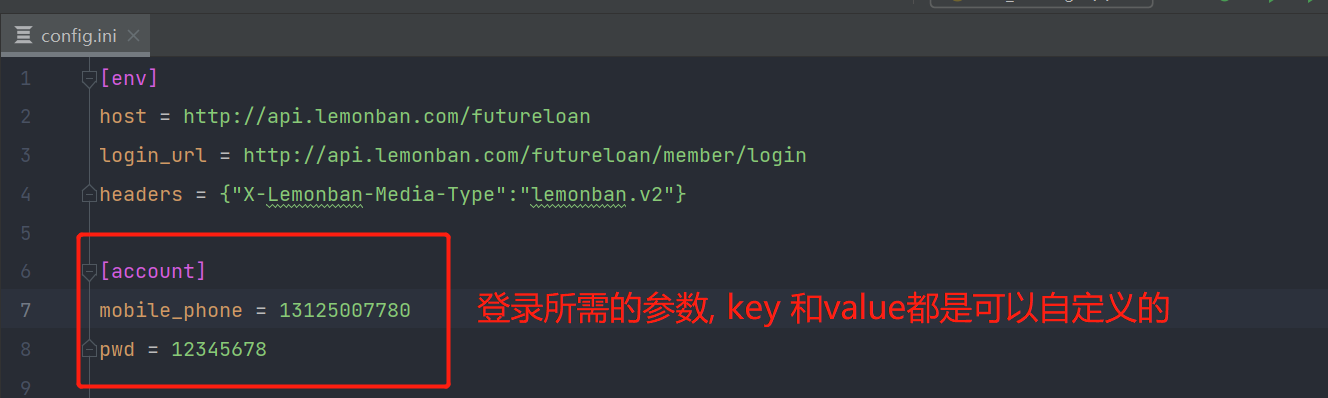 config.ini
1 [env]
2 host = http://api.lemonban.com/futureloan
3 login_url = http://api.lemonban.com/futureloan/member/login
4 headers = {"X-Lemonban-Media-Type":"lemonban.v2"}
5
6 [account]
7 mobile_phone = 13125007780
登录所需的参数, key 和value都是可以自定义的
8 pwd = 12345678
9